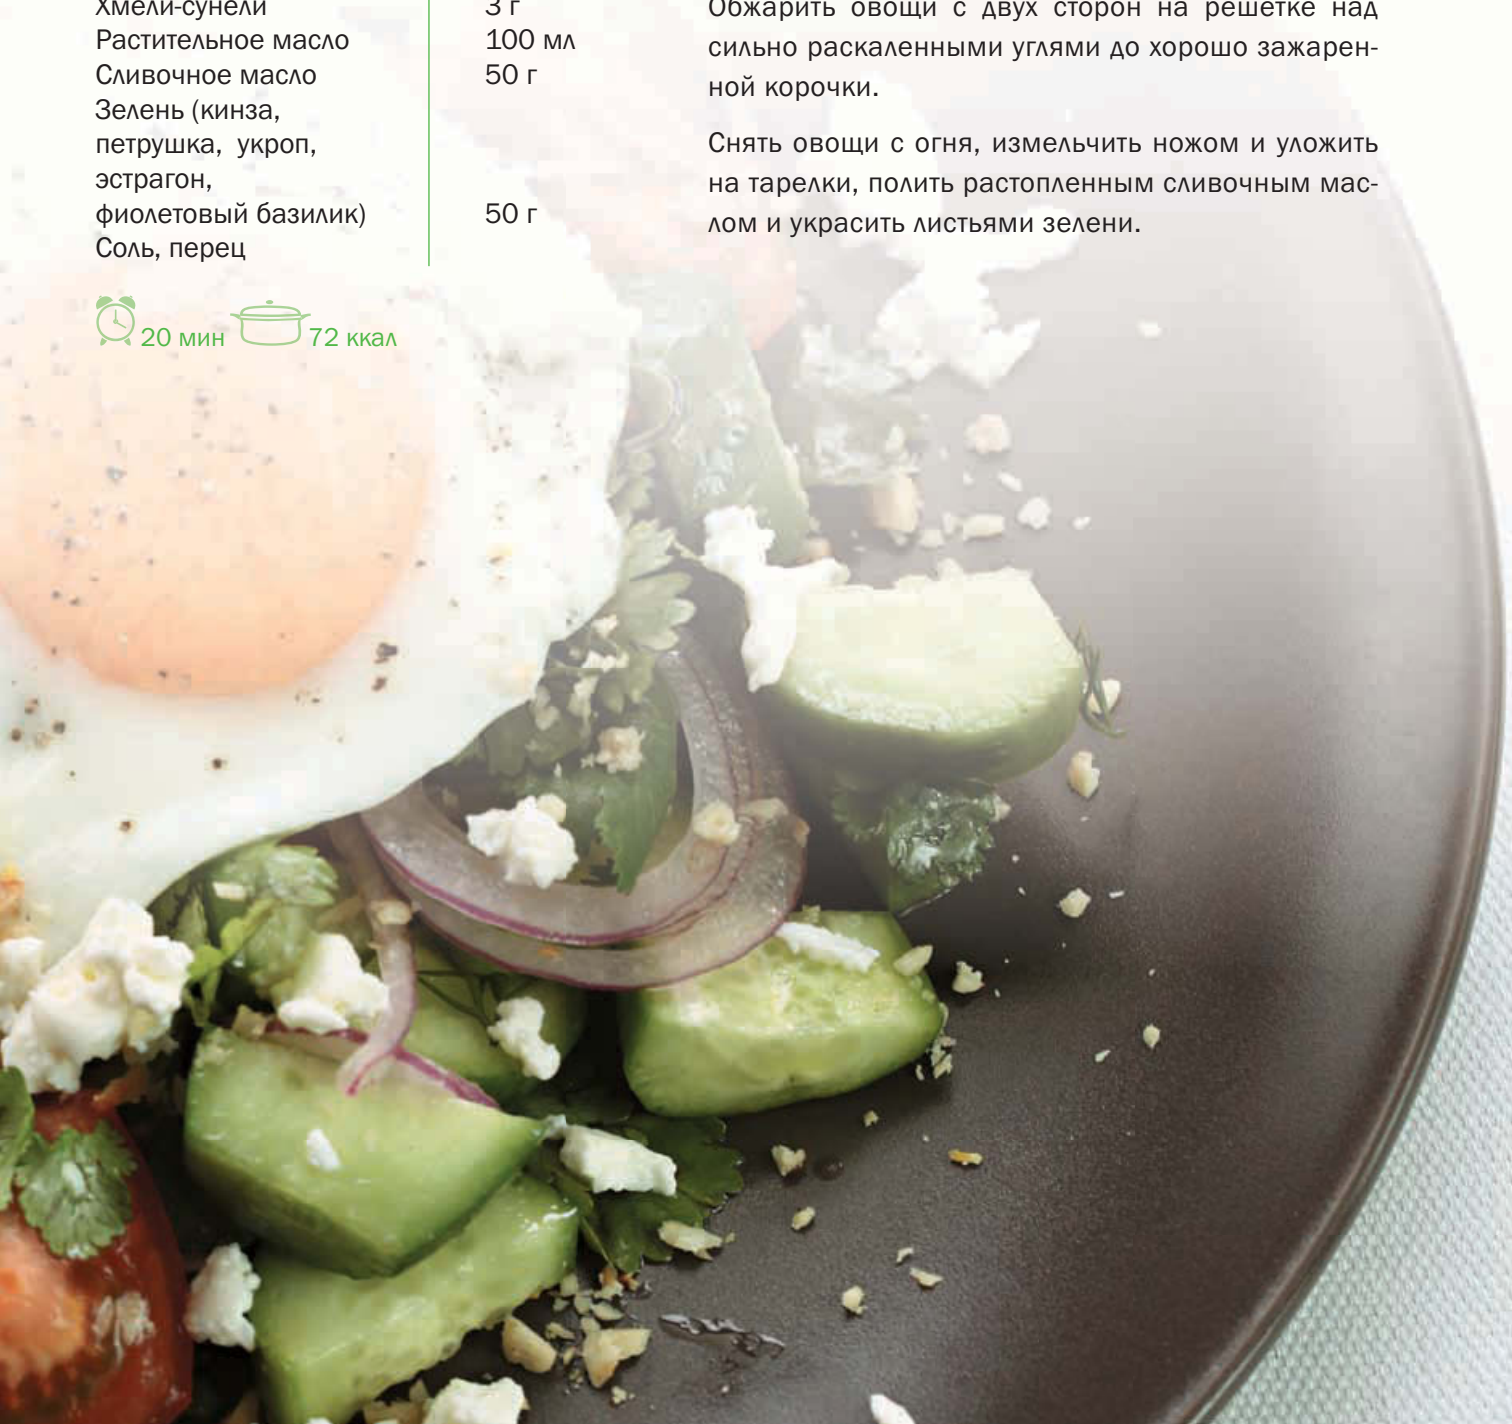 Хмели-сунели 3 г
Растительное масло 100 мл
Сливочное масло 50 г
Зелень (кинза,
петрушка, укроп,
эстрагон,
фиолетовый базилик) 50 г
Соль, перец
20 мин 72 ккал
Обжарить овощи с двух сторон на решетке над
сильно раскаленными углями до хорошо зажарен-
ной корочки.
Снять овощи с огня, измельчить ножом и уложить
на тарелки, полить растопленным сливочным мас-
лом и украсить листьями зелени.